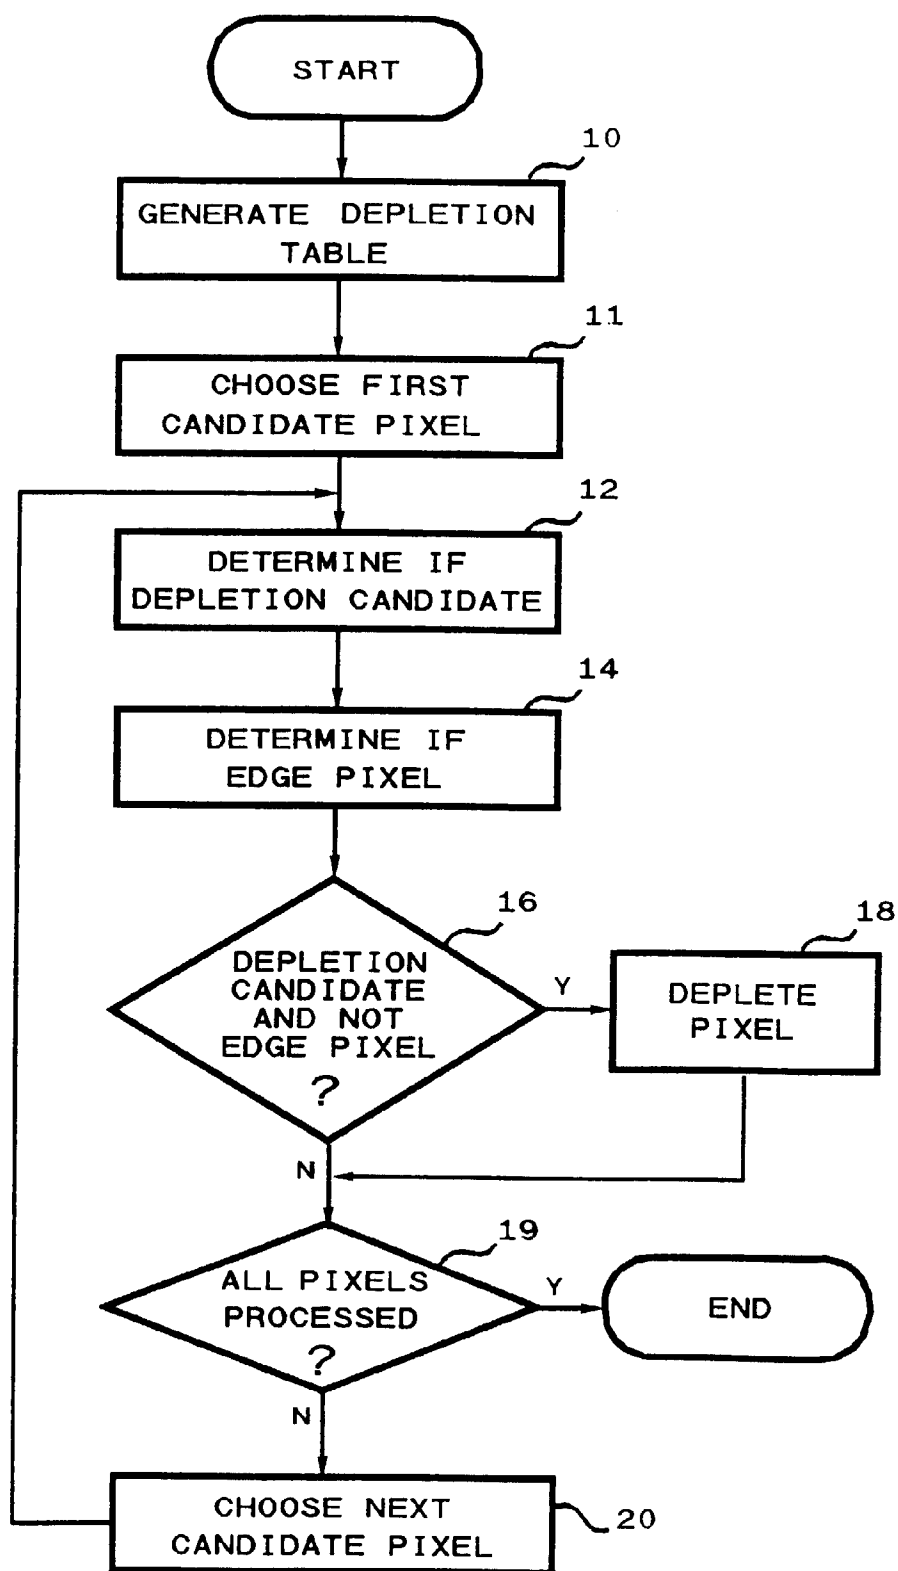 START
10
GENERATE DEPLETION
TABLE
11
CHOOSE FIRST
CANDIDATE PIXEL
12
DETERMINE IF
DEPLETION CANDIDATE
14
DETERMINE IF
EDGE PIXEL
16
DEPLETION
CANDIDATE
AND NOT
EDGE PIXEL
?
Y
18
DEPLETE
PIXEL
N
19
ALL PIXELS
PROCESSED
?
Y
END
N
CHOOSE NEXT
CANDIDATE PIXEL
20